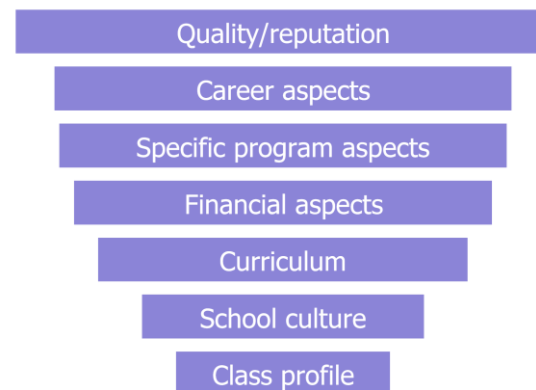 Quality/reputation
Career aspects
Specific program aspects
Financial aspects
Curriculum
School culture
Class profile